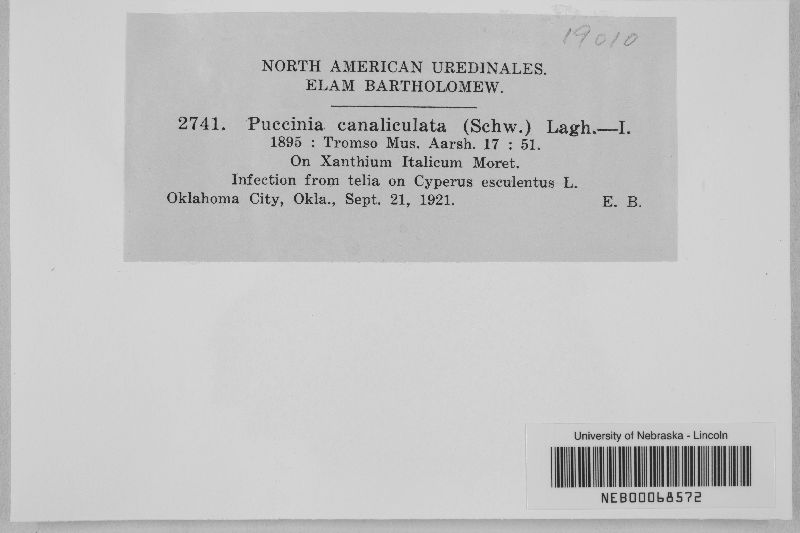 19010
NORTH AMERICAN UREDINALES.
ELAM BARTHOLOMEW.
2741. Puccinia canaliculata (Schw.) Lagh.—I.
1895 : Tromso Mus. Aarsh. 17 : 51.
On Xanthium Italicum Moret.
Infection from telia on Cyperus esculentus L.
Oklahoma City, Okla., Sept. 21, 1921. E. B.
University of Nebraska - Lincoln
NEB00068572